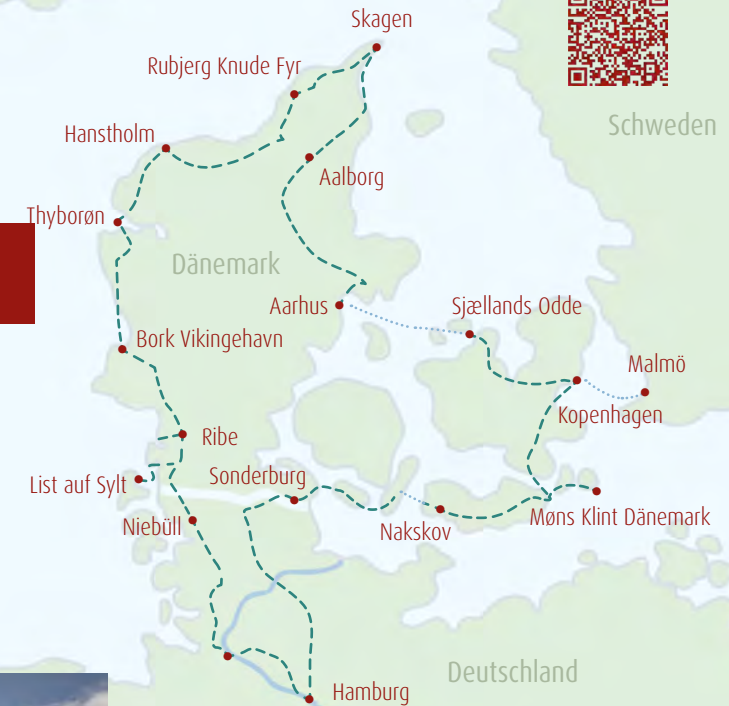 Skagen
Rubjerg Knude Fyr
Schweden
Hanstholm
Aalborg
Thyborøn
Dänemark
Aarhus
Sjællands Odde
Bork Vikingehavn
Malmö
Kopenhagen
Ribe
Sonderburg
List auf Sylt
Niebüll
Nakskov
Møns Klint Dänemark
Deutschland
Hamburg